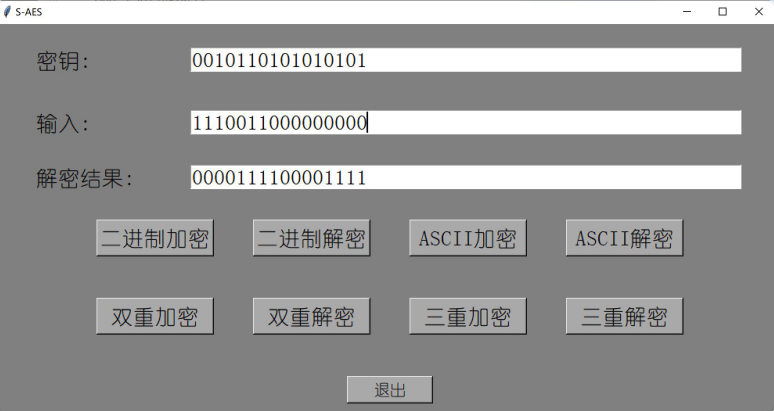 S-AES
密钥: 0010110101010101
输入: 1110011000000000
解密结果: 0000111100001111
二进制加密 二进制解密 ASCII加密 ASCII解密
双重加密 双重解密 三重加密 三重解密
退出